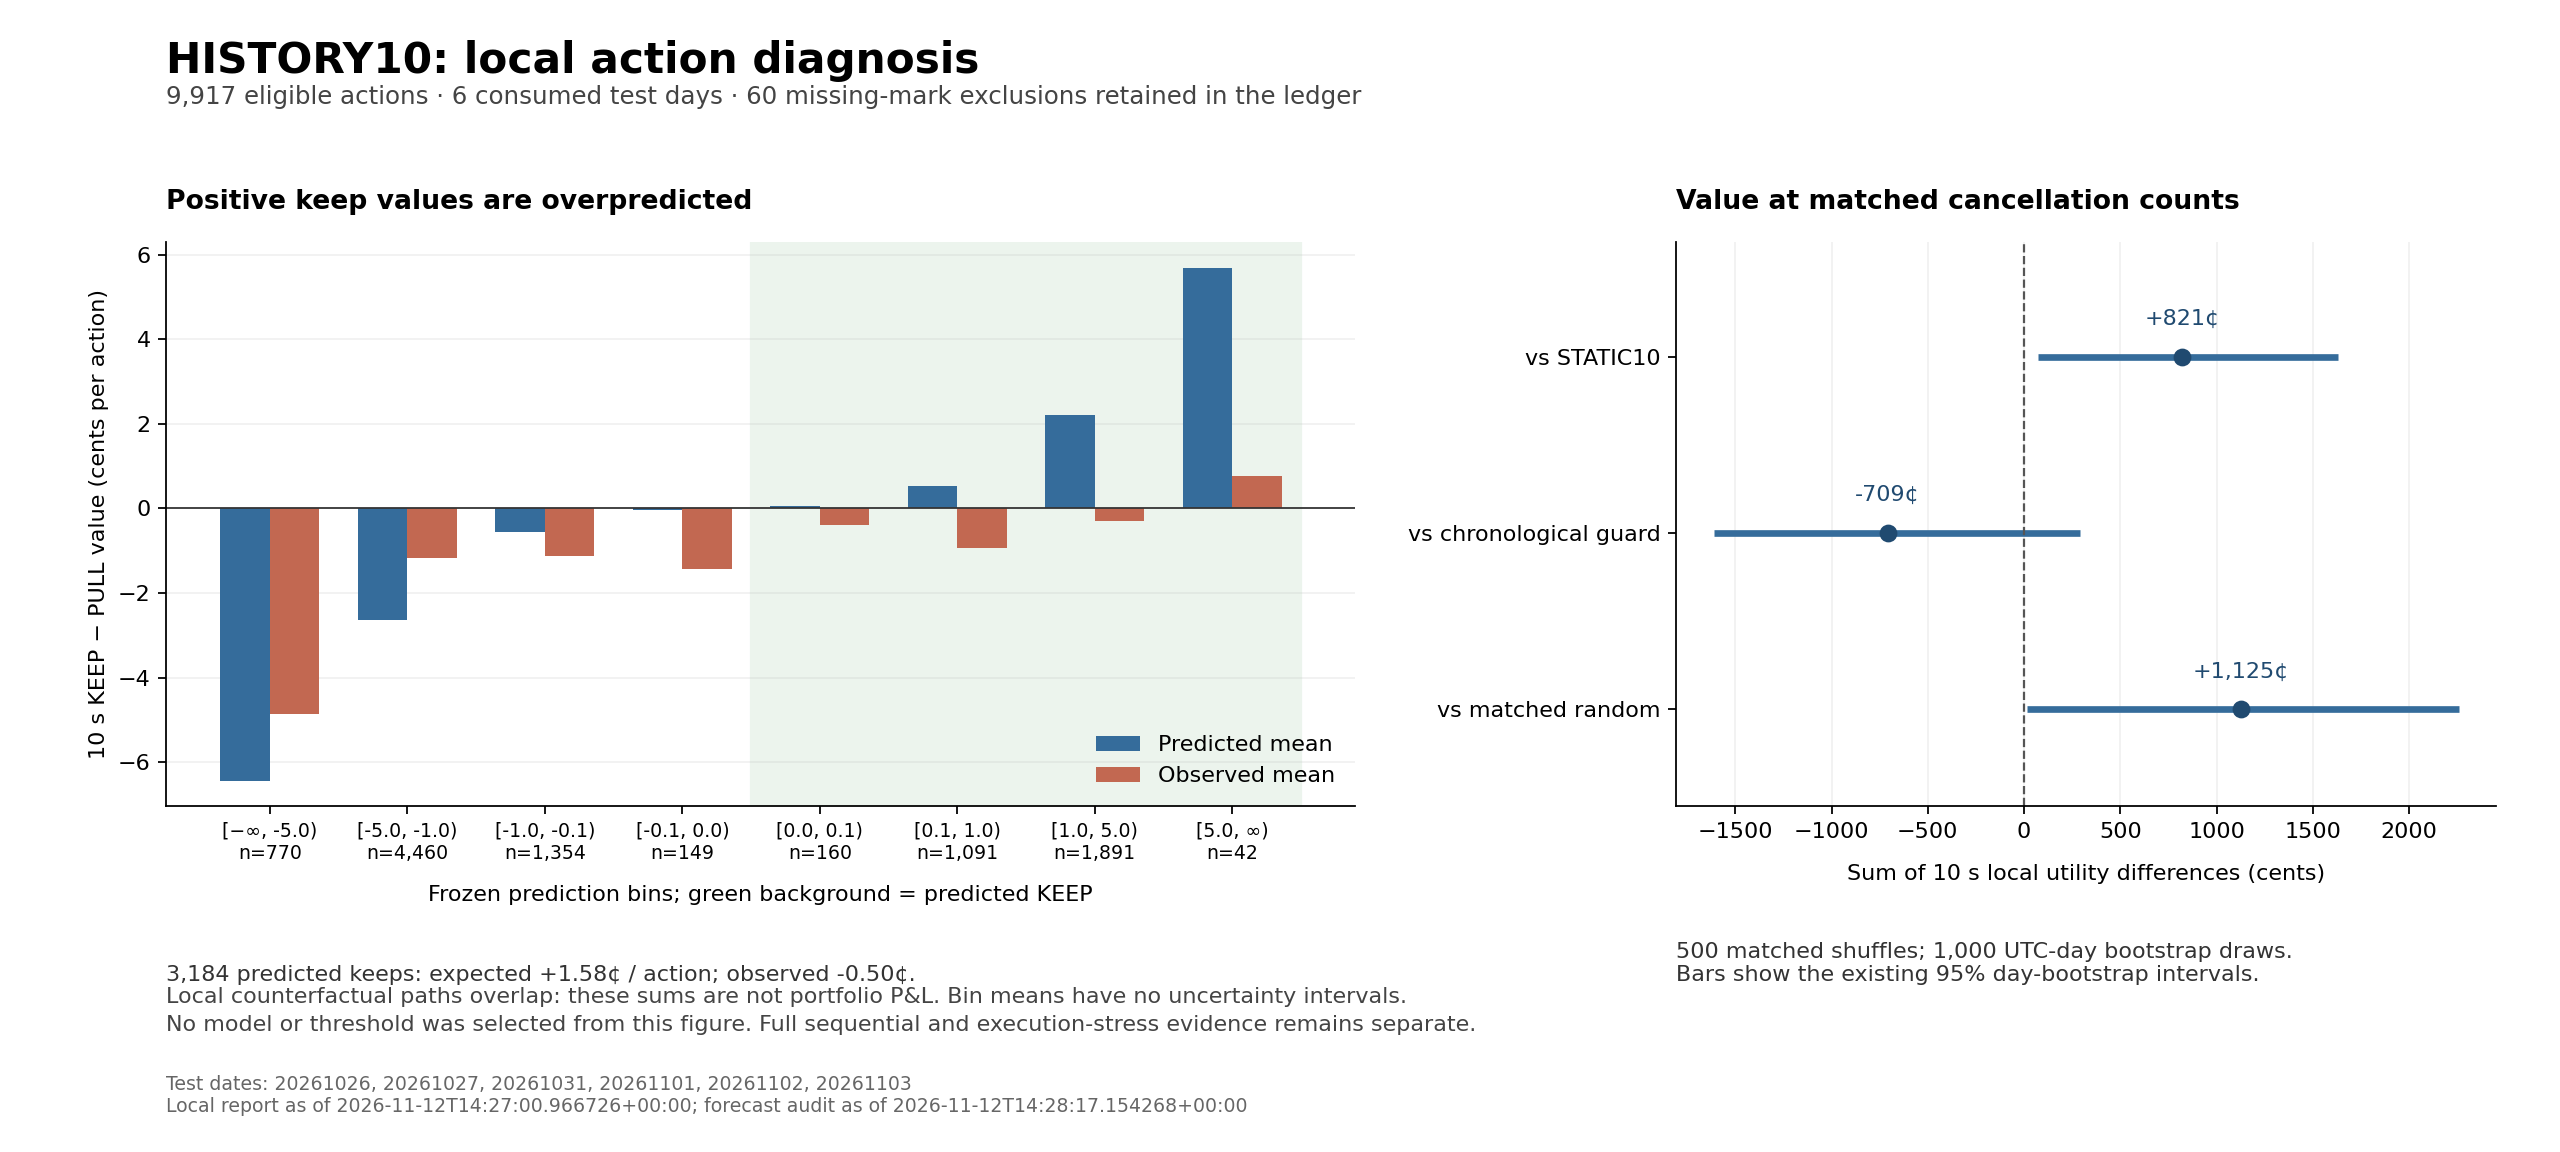 HISTORY10: local action diagnosis
9,917 eligible actions · 6 consumed test days · 60 missing-mark exclusions retained in the ledger
Positive keep values are overpredicted
10 s KEEP − PULL value (cents per action)
6
4
2
0
−2
−4
−6
Predicted mean
Observed mean
[−∞, -5.0) [-5.0, -1.0) [-1.0, -0.1) [-0.1, 0.0) [0.0, 0.1) [0.1, 1.0) [1.0, 5.0) [5.0, ∞)
n=770 n=4,460 n=1,354 n=149 n=160 n=1,091 n=1,891 n=42
Frozen prediction bins; green background = predicted KEEP
3,184 predicted keeps: expected +1.58¢ / action; observed -0.50¢.
Local counterfactual paths overlap: these sums are not portfolio P&L. Bin means have no uncertainty intervals.
No model or threshold was selected from this figure. Full sequential and execution-stress evidence remains separate.
Value at matched cancellation counts
+821¢
vs STATIC10
-709¢
vs chronological guard
+1,125¢
vs matched random
−1500 −1000 −500 0 500 1000 1500 2000
Sum of 10 s local utility differences (cents)
500 matched shuffles; 1,000 UTC-day bootstrap draws.
Bars show the existing 95% day-bootstrap intervals.
Test dates: 20261026, 20261027, 20261031, 20261101, 20261102, 20261103
Local report as of 2026-11-12T14:27:00.966726+00:00; forecast audit as of 2026-11-12T14:28:17.154268+00:00